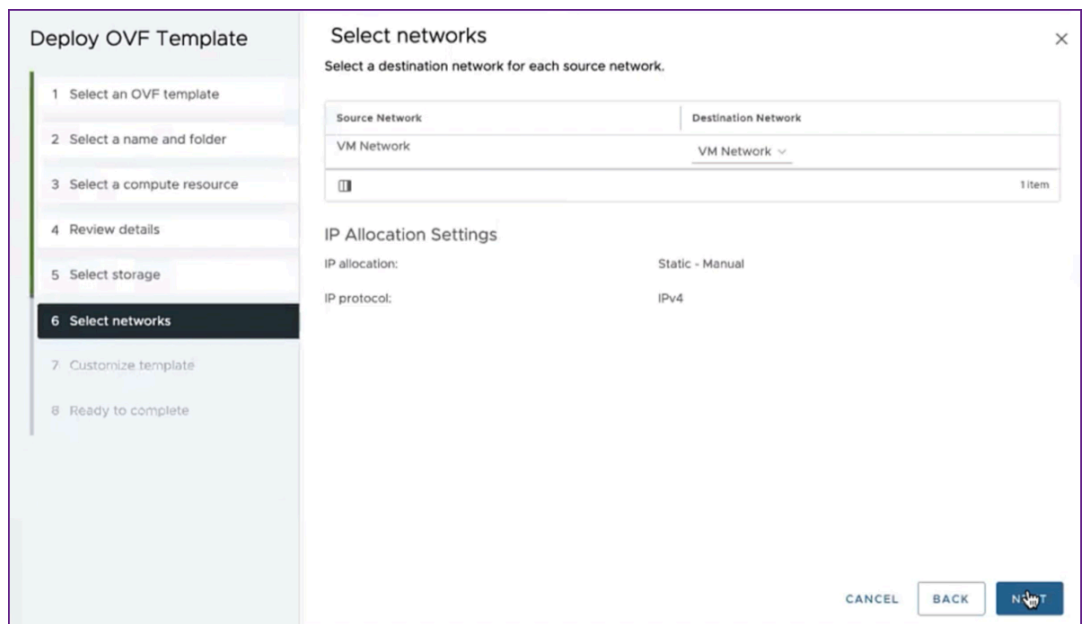 Deploy OVF Template
1 Select an OVF template
2 Select a name and folder
3 Select a compute resource
4 Review details
5 Select storage
6 Select networks
7 Customize template
8 Ready to complete
Select networks
Select a destination network for each source network.
Source Network Destination Network
VM Network VM Network
1 item
IP Allocation Settings
IP allocation: Static - Manual
IP protocol: IPv4
CANCEL BACK NEXT